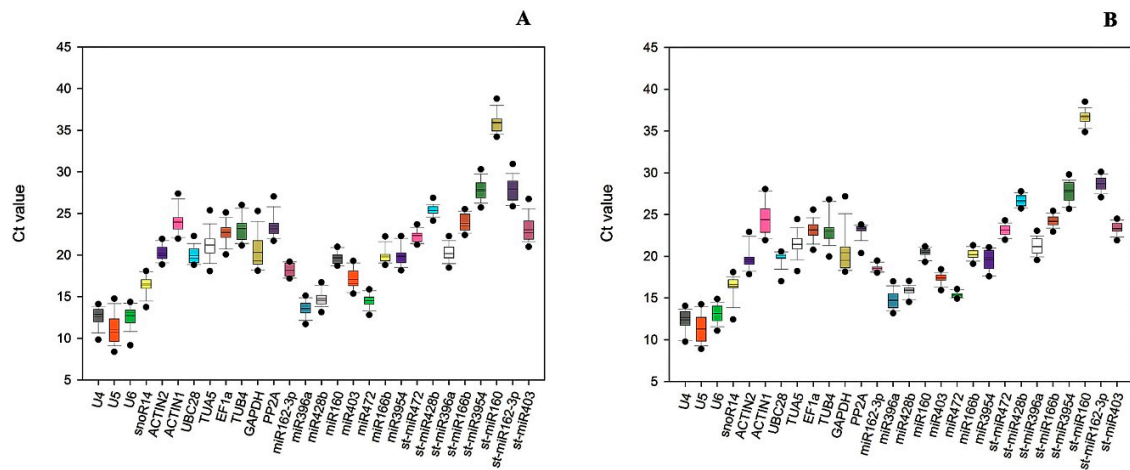 A
45
40
35
30
25
20
15
10
5
Ct value
U4
U5
U6
snoR14
ACTIN2
ACTIN1
UBC28
TUA5
EF1a
TUB4
GAPDH
PP2A
miR162-3p
miR396a
miR428b
miR160
miR403
miR472
miR166b
miR3954
st-miR472
st-miR428b
st-miR396a
st-miR166b
st-miR3954
st-miR160
st-miR162-3p
st-miR403
B
45
40
35
30
25
20
15
10
5
Ct value
U4
U5
U6
snoR14
ACTIN2
ACTIN1
UBC28
TUA5
EF1a
TUB4
GAPDH
PP2A
miR162-3p
miR396a
miR428b
miR160
miR403
miR472
miR166b
miR3954
st-miR472
st-miR428b
st-miR396a
st-miR166b
st-miR3954
st-miR160
st-miR162-3p
st-miR403